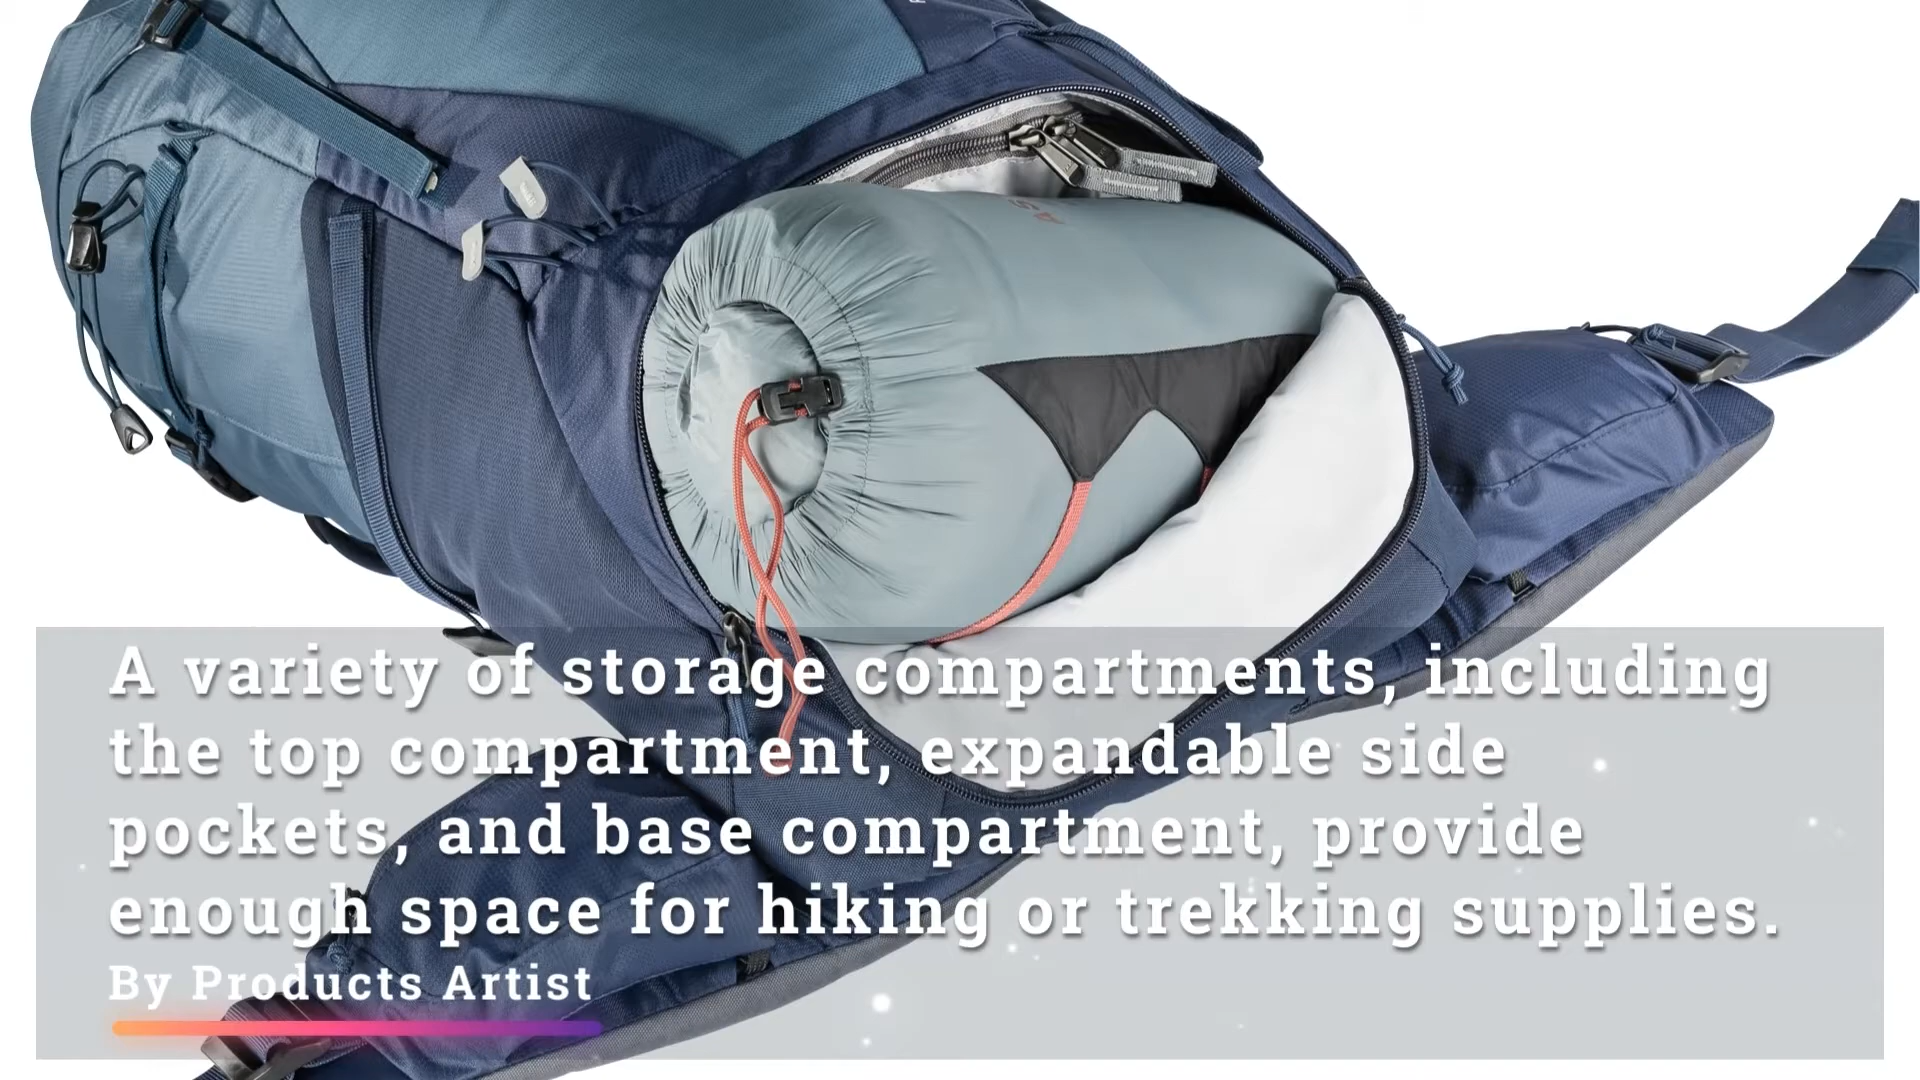 A variety of storage compartments, including
the top compartment, expandable side
pockets, and base compartment, provide
enough space for hiking or trekking supplies.
By Products Artist